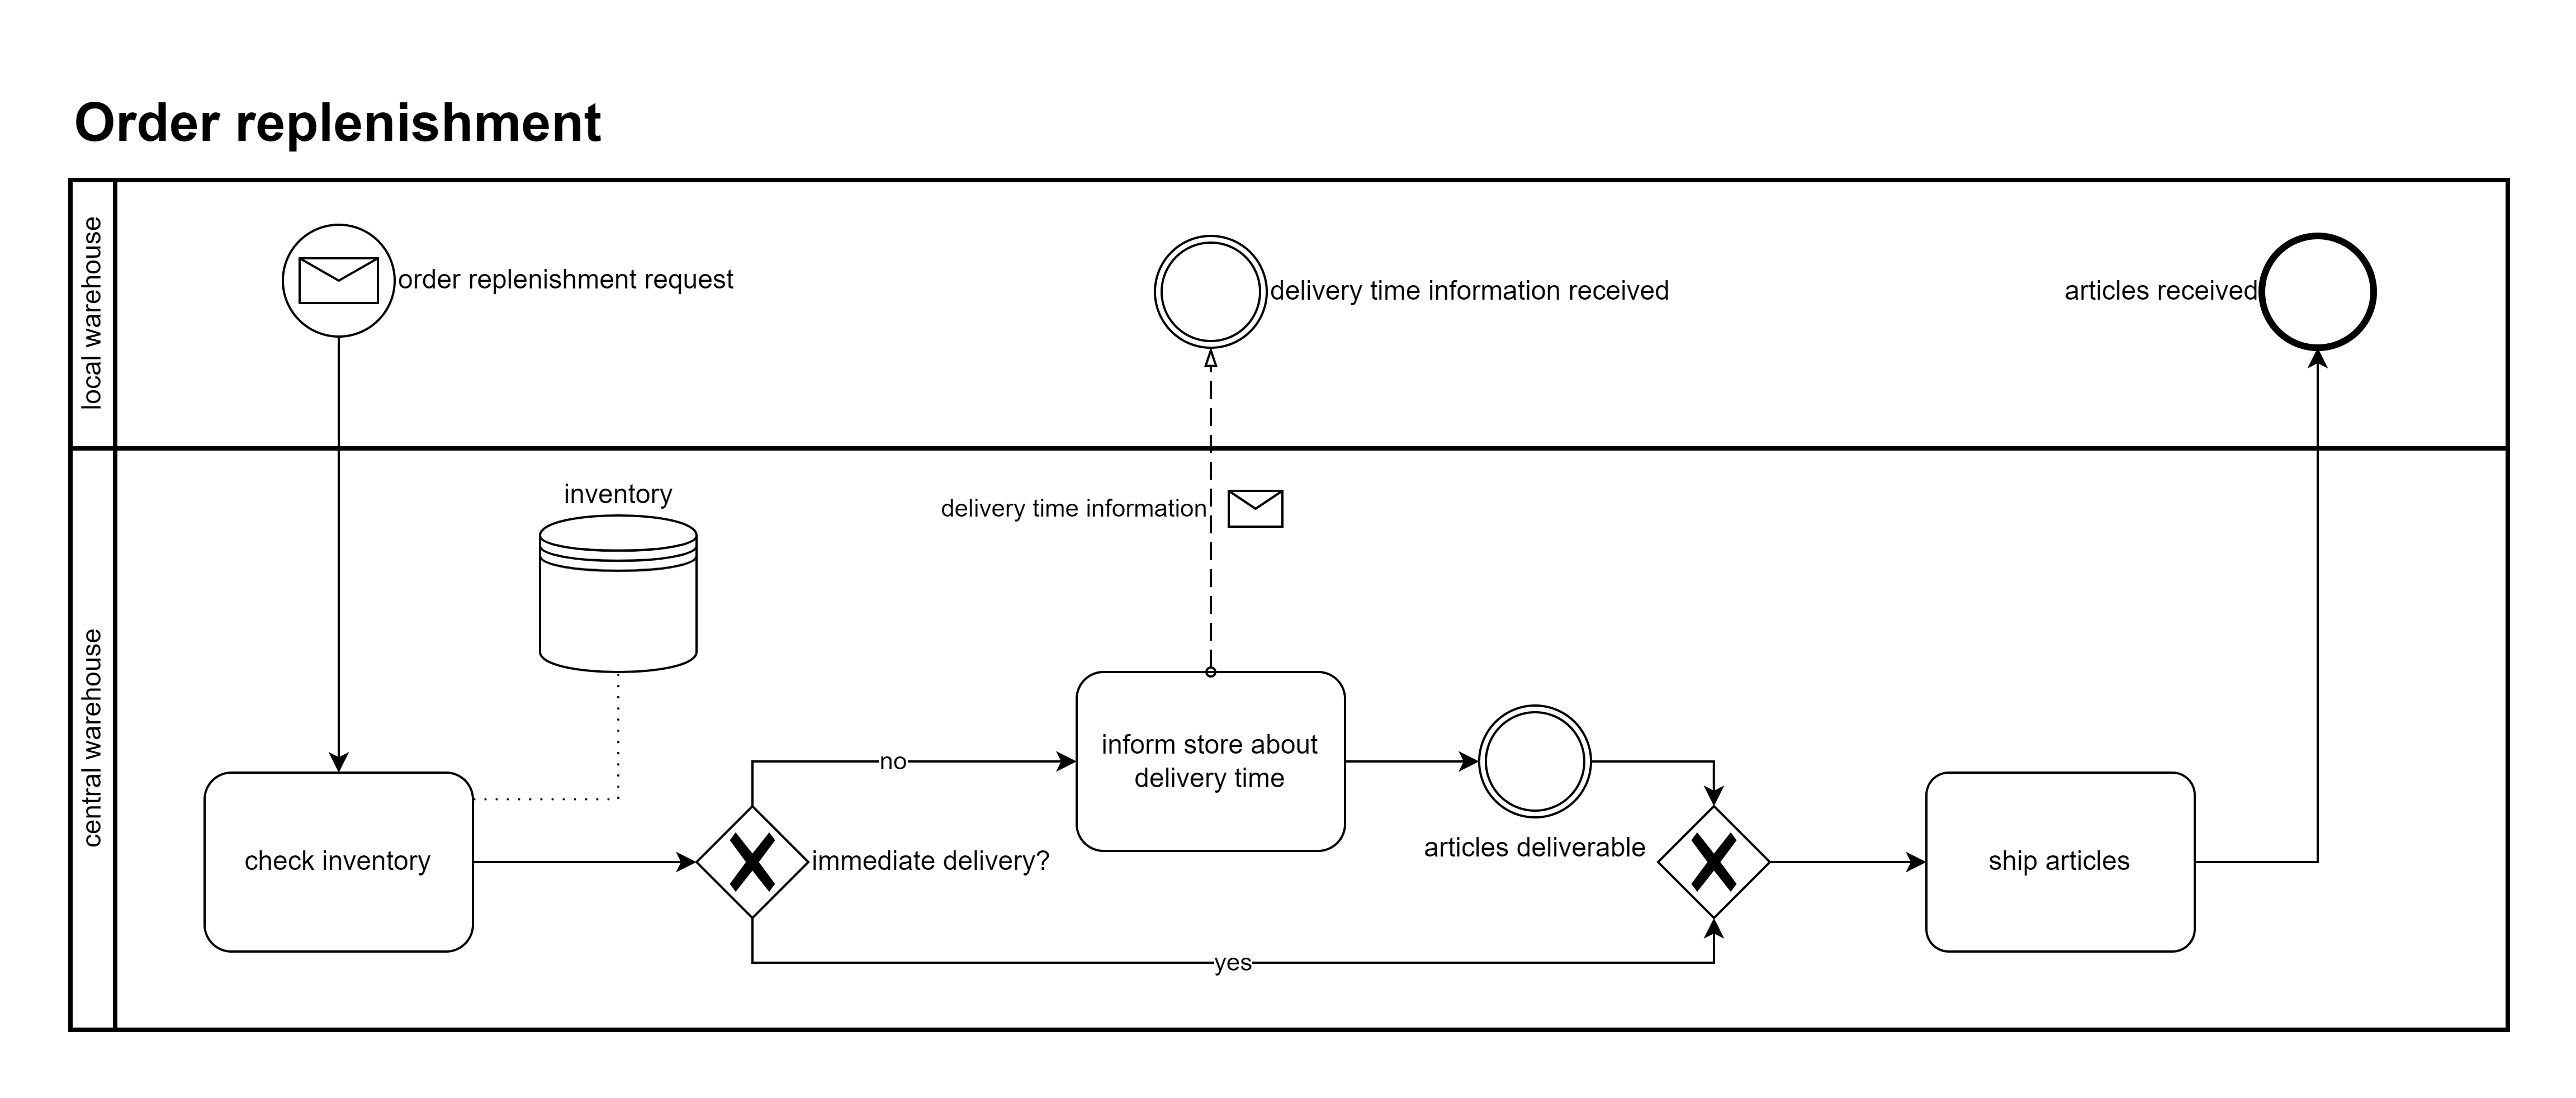 Order replenishment
local warehouse
order replenishment request
delivery time information received
articles received
central warehouse
inventory
delivery time information
check inventory
immediate delivery?
no
yes
inform store about
delivery time
articles deliverable
ship articles